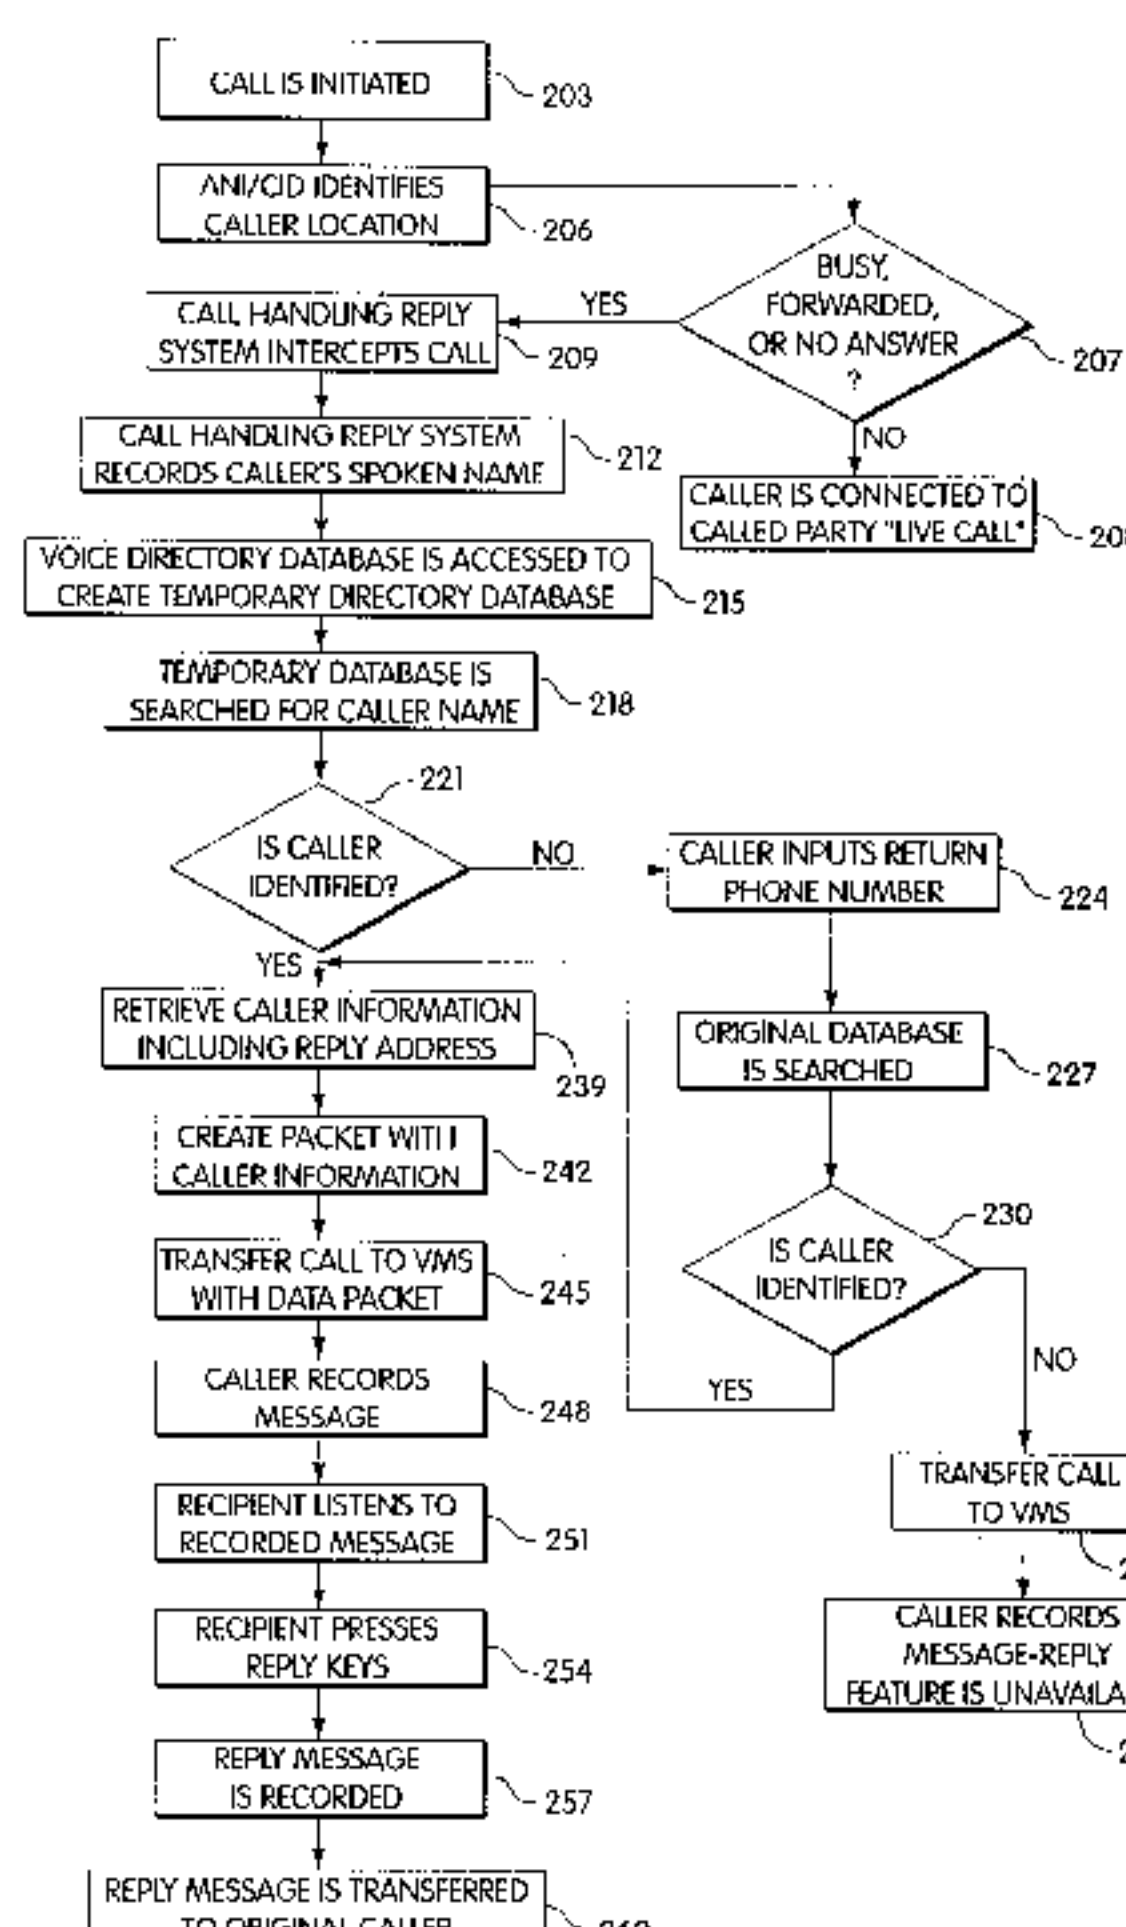 CALL IS INITIATED
203
ANI/CID IDENTIFIES
CALLER LOCATION
206
BUSY,
FORWARDED,
OR NO ANSWER
?
207
YES
NO
CALL HANDLING REPLY
SYSTEM INTERCEPTS CALL
209
CALLER IS CONNECTED TO
CALLED PARTY "LIVE CALL"
CALL HANDLING REPLY SYSTEM
RECORDS CALLER'S SPOKEN NAME
212
VOICE DIRECTORY DATABASE IS ACCESSED TO
CREATE TEMPORARY DIRECTORY DATABASE
215
TEMPORARY DATABASE IS
SEARCHED FOR CALLER NAME
218
221
IS CALLER
IDENTIFIED?
NO
YES
CALLER INPUTS RETURN
PHONE NUMBER
224
ORIGINAL DATABASE
IS SEARCHED
227
230
IS CALLER
IDENTIFIED?
YES
NO
RETRIEVE CALLER INFORMATION
INCLUDING REPLY ADDRESS
239
CREATE PACKET WITH
CALLER INFORMATION
242
TRANSFER CALL TO VMS
WITH DATA PACKET
245
CALLER RECORDS
MESSAGE
248
TRANSFER CALL
TO VMS
RECIPIENT LISTENS TO
RECORDED MESSAGE
251
CALLER RECORDS
MESSAGE-REPLY
FEATURE IS UNAVAILA
RECIPIENT PRESSES
REPLY KEYS
254
REPLY MESSAGE
IS RECORDED
257
REPLY MESSAGE IS TRANSFERRED
TO ORIGINAL CALLER